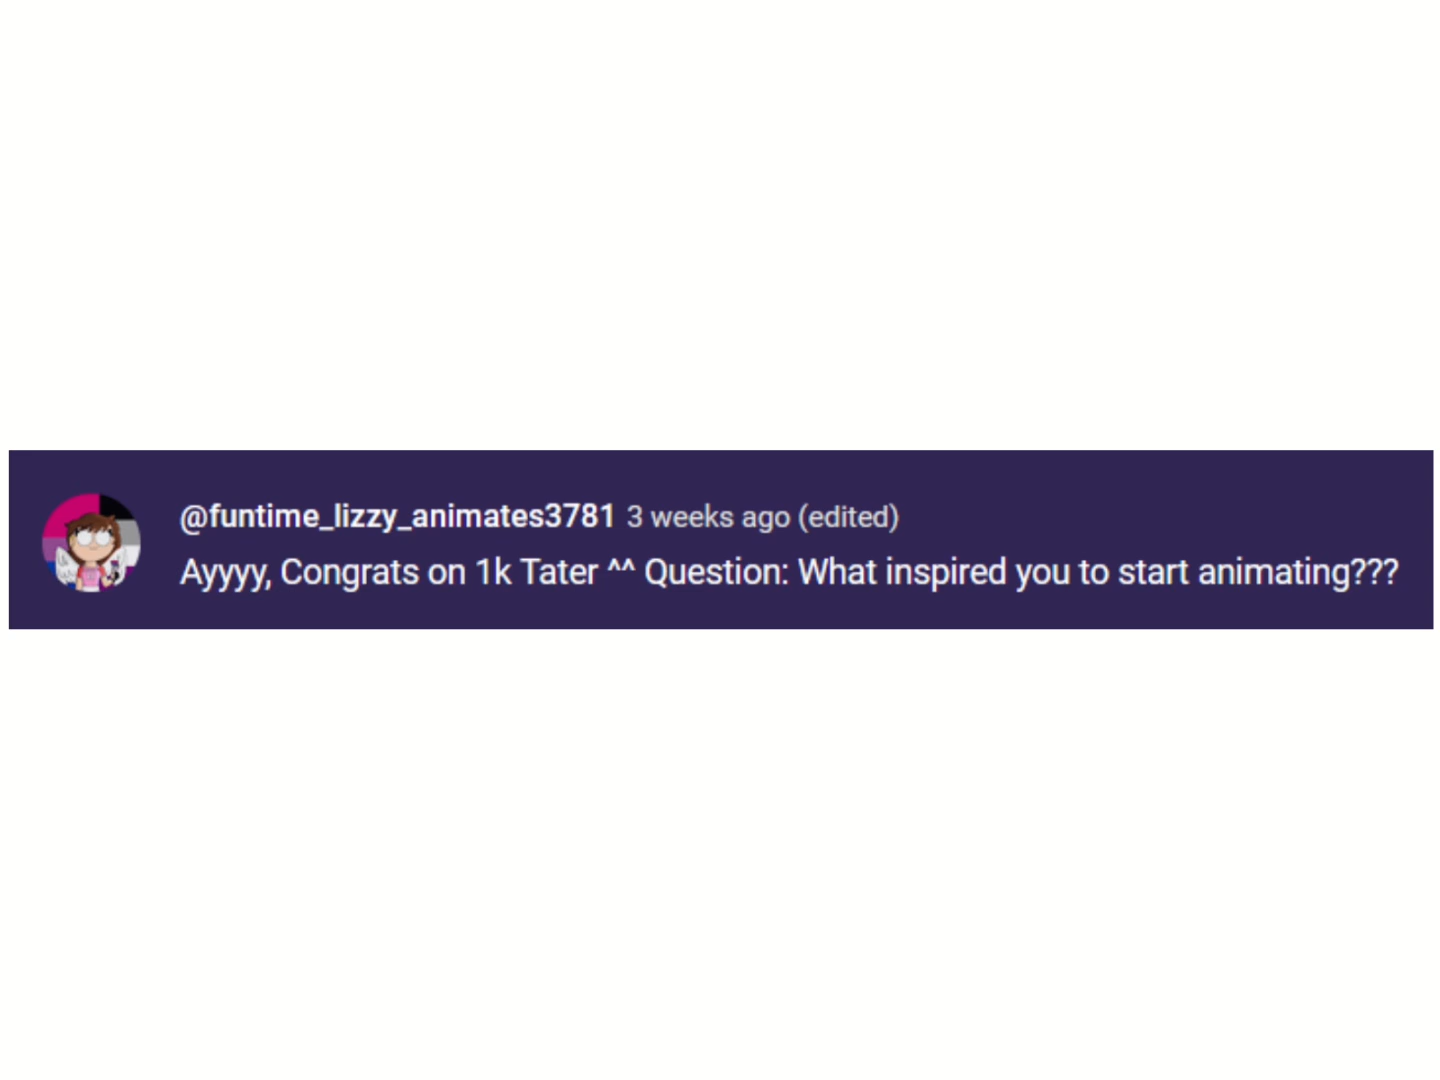 @funtime_lizzy_animates3781 3 weeks ago (edited)
Ayyyy, Congrats on 1k Tater ^^ Question: What inspired you to start animating???